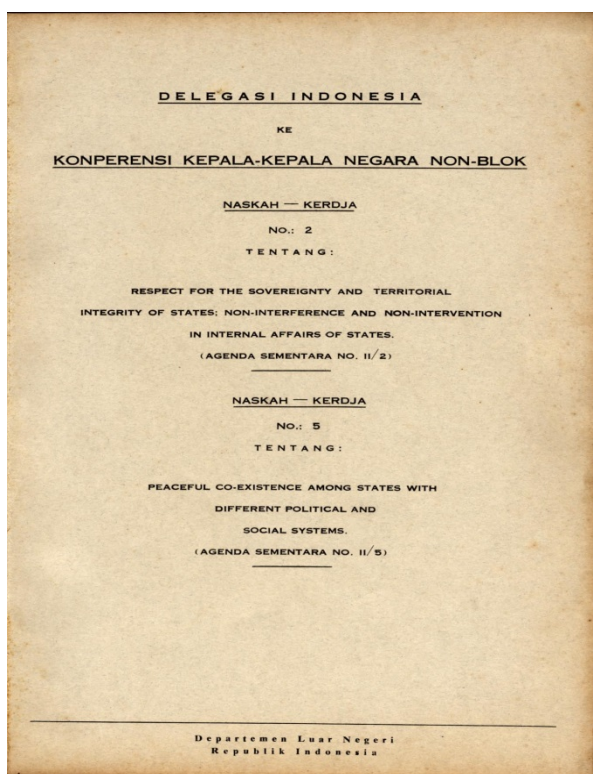 DELEGASI INDONESIA
KE
KONPERENSI KEPALA-KEPALA NEGARA NON-BLOK
NASKAH — KERDJA
NO.: 2
TENTANG:
RESPECT FOR THE SOVEREIGNTY AND TERRITORIAL
INTEGRITY OF STATES; NON-INTERFERENCE AND NON-INTERVENTION
IN INTERNAL AFFAIRS OF STATES.
(AGENDA SEMENTARA NO. II/2)
NASKAH — KERDJA
NO.: 5
TENTANG:
PEACEFUL CO-EXISTENCE AMONG STATES WITH
DIFFERENT POLITICAL AND
SOCIAL SYSTEMS.
(AGENDA SEMENTARA NO. II/5)
Departemen Luar Negeri
Republik Indonesia